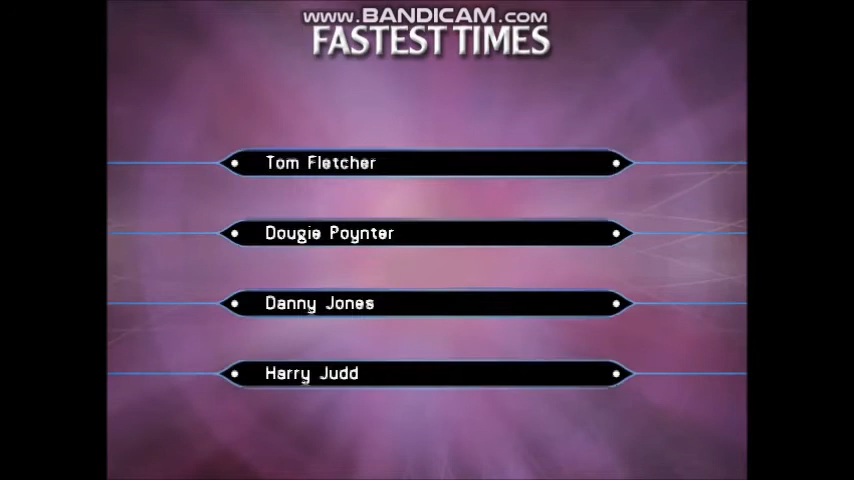 www.BANDICAM.com
FASTEST TIMES
Tom Fletcher
Dougie Poynter
Danny Jones
Harry Judd